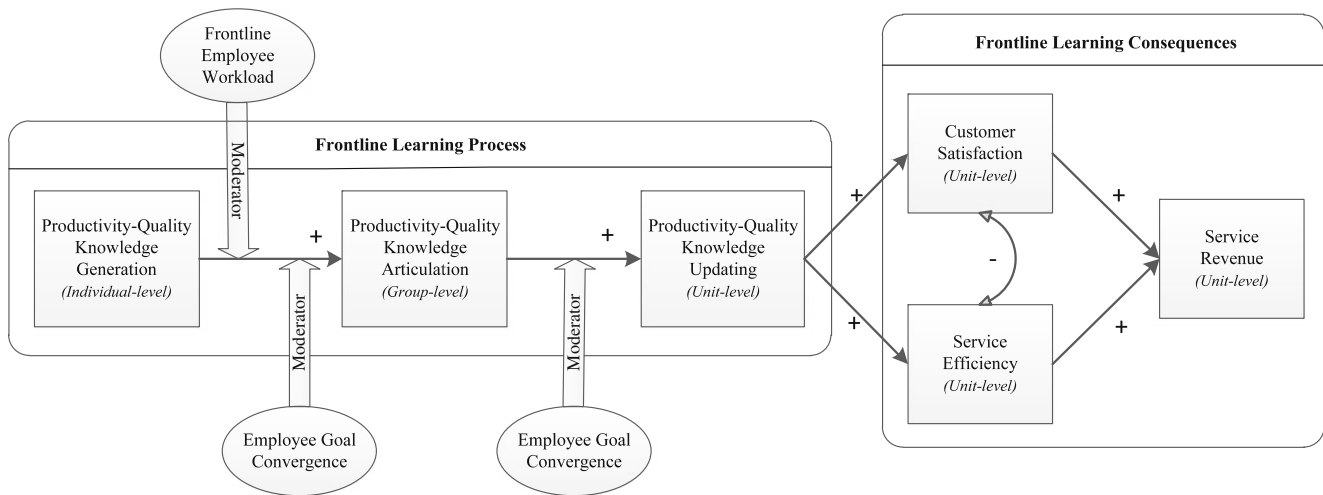 Frontline
Employee
Workload
Moderator
Frontline Learning Process
Productivity-Quality
Knowledge
Generation
(Individual-level)
+
Productivity-Quality
Knowledge
Articulation
(Group-level)
+
Productivity-Quality
Knowledge
Updating
(Unit-level)
Moderator
Employee Goal
Convergence
Moderator
Employee Goal
Convergence
Frontline Learning Consequences
+
+
Customer
Satisfaction
(Unit-level)
-
Service
Efficiency
(Unit-level)
+
+
Service
Revenue
(Unit-level)